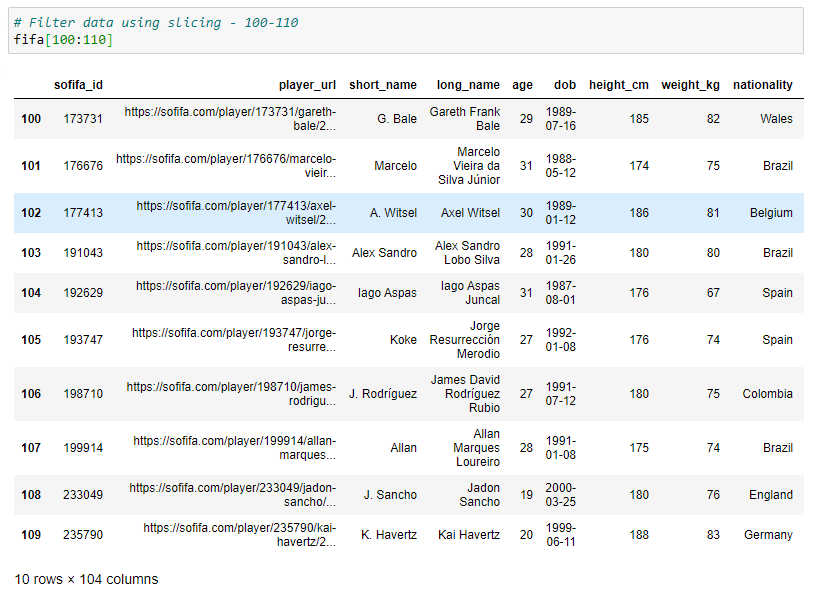 # Filter data using slicing - 100-110
fifa[100:110]
sofifa_id player_url short_name long_name age dob height_cm weight_kg nationality
100 173731 https://sofifa.com/player/173731/gareth-bale/2... G. Bale Gareth Frank Bale 29 1989-07-16 185 82 Wales
101 176676 https://sofifa.com/player/176676/marcelo-vieir... Marcelo Marcelo Vieira da Silva Júnior 31 1988-05-12 174 75 Brazil
102 177413 https://sofifa.com/player/177413/axel-witsel/2... A. Witsel Axel Witsel 30 1989-01-12 186 81 Belgium
103 191043 https://sofifa.com/player/191043/alex-sandro-l... Alex Sandro Alex Sandro Lobo Silva 28 1991-01-26 180 80 Brazil
104 192629 https://sofifa.com/player/192629/iago-aspas-ju... Iago Aspas Iago Aspas Juncal 31 1987-08-01 176 67 Spain
105 193747 https://sofifa.com/player/193747/jorge-resurre... Koke Jorge Resurrección Merodio 27 1992-01-08 176 74 Spain
106 198710 https://sofifa.com/player/198710/james-rodrigu... J. Rodríguez James David Rodríguez Rubio 27 1991-07-12 180 75 Colombia
107 199914 https://sofifa.com/player/199914/allan-marques... Allan Allan Marques Loureiro 28 1991-01-08 175 74 Brazil
108 233049 https://sofifa.com/player/233049/jadon-sancho/... J. Sancho Jadon Sancho 19 2000-03-25 180 76 England
109 235790 https://sofifa.com/player/235790/kai-havertz/2... K. Havertz Kai Havertz 20 1999-06-11 188 83 Germany
10 rows × 104 columns